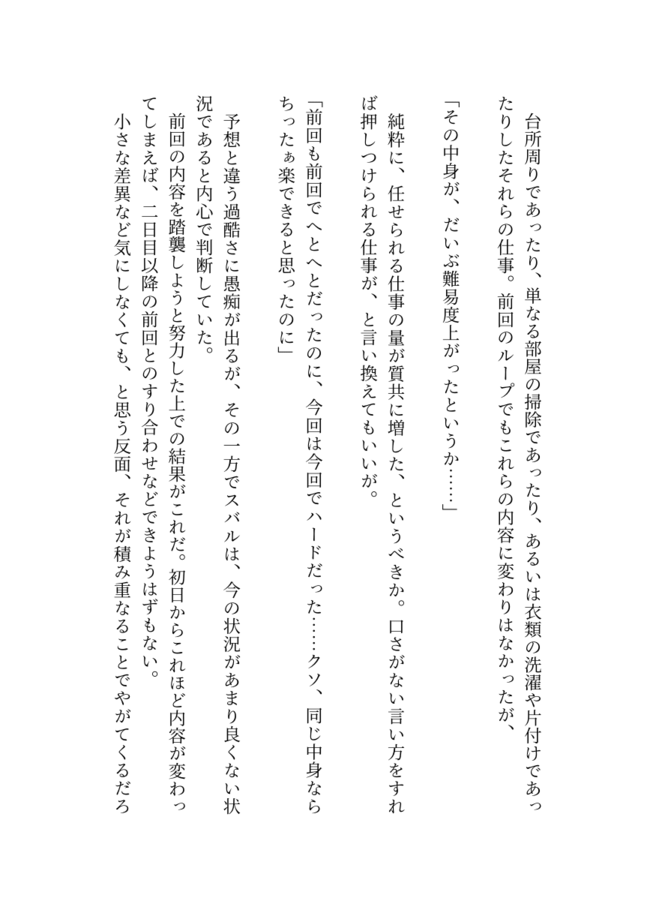 台所周りであったり、単なる部屋の掃除であったり、あるいは衣類の洗濯や片付けであっ
たりしたそれらの仕事。前回のループでもこれらの内容に変わりはなかったが、
「その中身が、だいぶ難易度上がったというか……」
純粋に、任せられる仕事の量が質共に増した、というべきか。口さがない言い方をすれ
ば押しつけられる仕事が、と言い換えてもいいが。
「前回も前回でへとへとだったのに、今回は今回でハードだった……クソ、同じ中身なら
ちったぁ楽できると思ったのに」
予想と違う過酷さに愚痴が出るが、その一方でスバルは、今の状況があまり良くない状
況であると内心で判断していた。
前回の内容を踏襲しようと努力した上での結果がこれだ。初日からこれほど内容が変わっ
てしまえば、二日目以降の前回とのすり合わせなどできようはずもない。
小さな差異など気にしなくても、と思う反面、それが積み重なることでやがてくるだろ